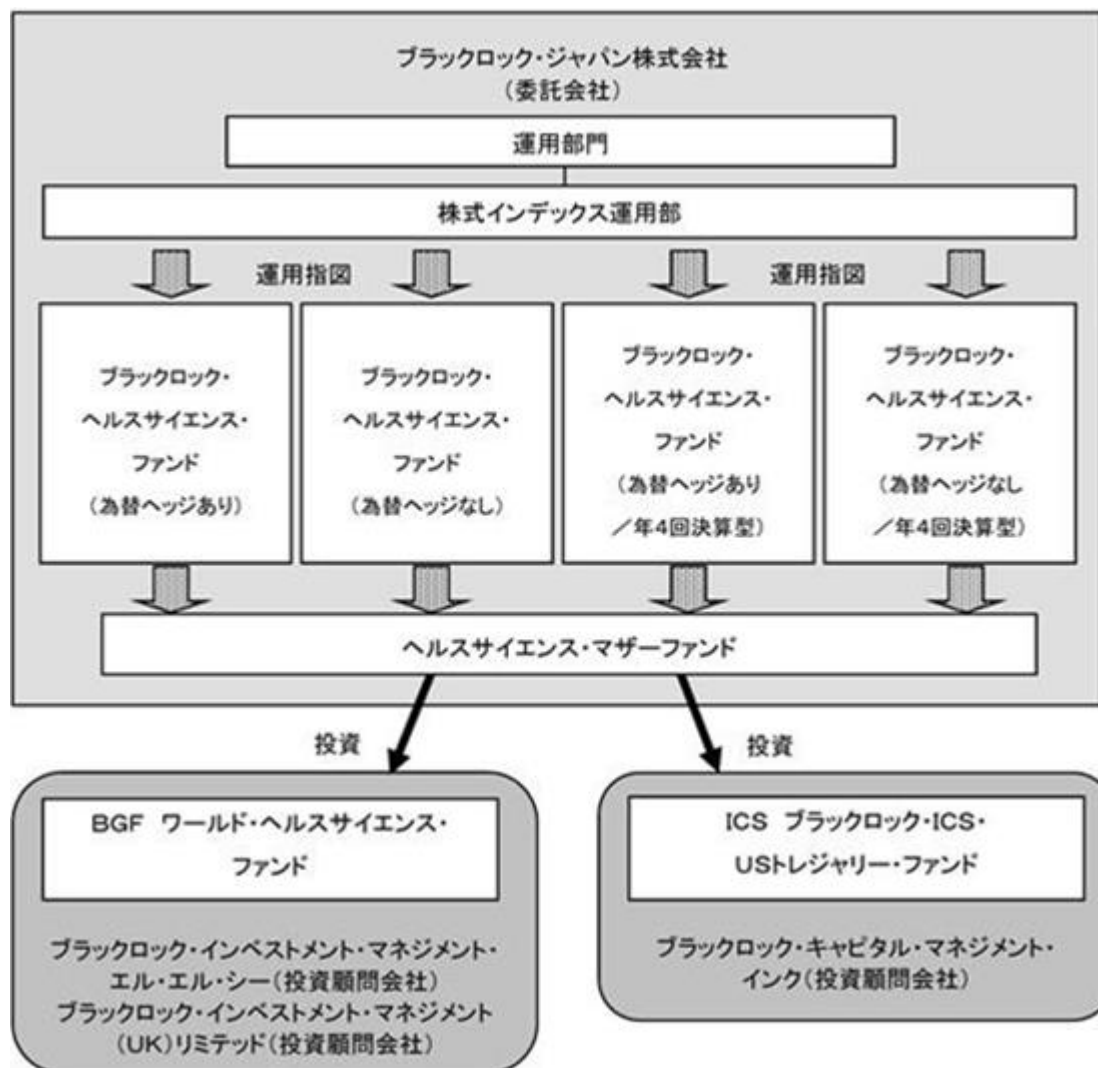 ブラックロック・ジャパン株式会社
（委託会社）
運用部門
株式インデックス運用部
運用指図
運用指図
ブラックロック・
ヘルスサイエンス・
ファンド
（為替ヘッジあり）
ブラックロック・
ヘルスサイエンス・
ファンド
（為替ヘッジなし）
ブラックロック・
ヘルスサイエンス・
ファンド
（為替ヘッジあり
／年4回決算型）
ブラックロック・
ヘルスサイエンス・
ファンド
（為替ヘッジなし
／年4回決算型）
ヘルスサイエンス・マザーファンド
投資
投資
BGF ワールド・ヘルスサイエンス・
ファンド
ブラックロック・インベストメント・マネジメント・
エル・エル・シー（投資顧問会社）
ブラックロック・インベストメント・マネジメント
（UK）リミテッド（投資顧問会社）
ICS ブラックロック・ICS・
USトレジャリー・ファンド
ブラックロック・キャピタル・マネジメント・
インク（投資顧問会社）